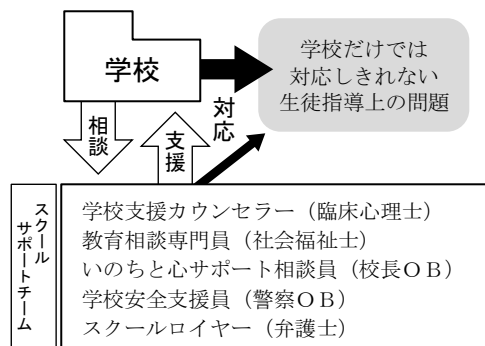 学校
学校だけでは
対応しきれない
生徒指導上の問題
対応
相談
支援
スクール
サポートチーム
学校支援カウンセラー（臨床心理士）
教育相談専門員（社会福祉士）
いのちと心サポート相談員（校長ＯＢ）
学校安全支援員（警察ＯＢ）
スクールロイヤー（弁護士）